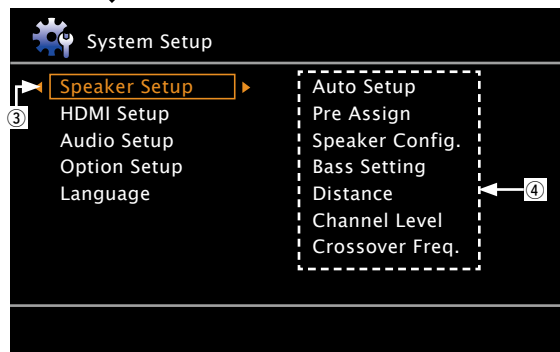 System Setup
③
Speaker Setup
HDMI Setup
Audio Setup
Option Setup
Language
Auto Setup
Pre Assign
Speaker Config.
Bass Setting
Distance
Channel Level
Crossover Freq.
④